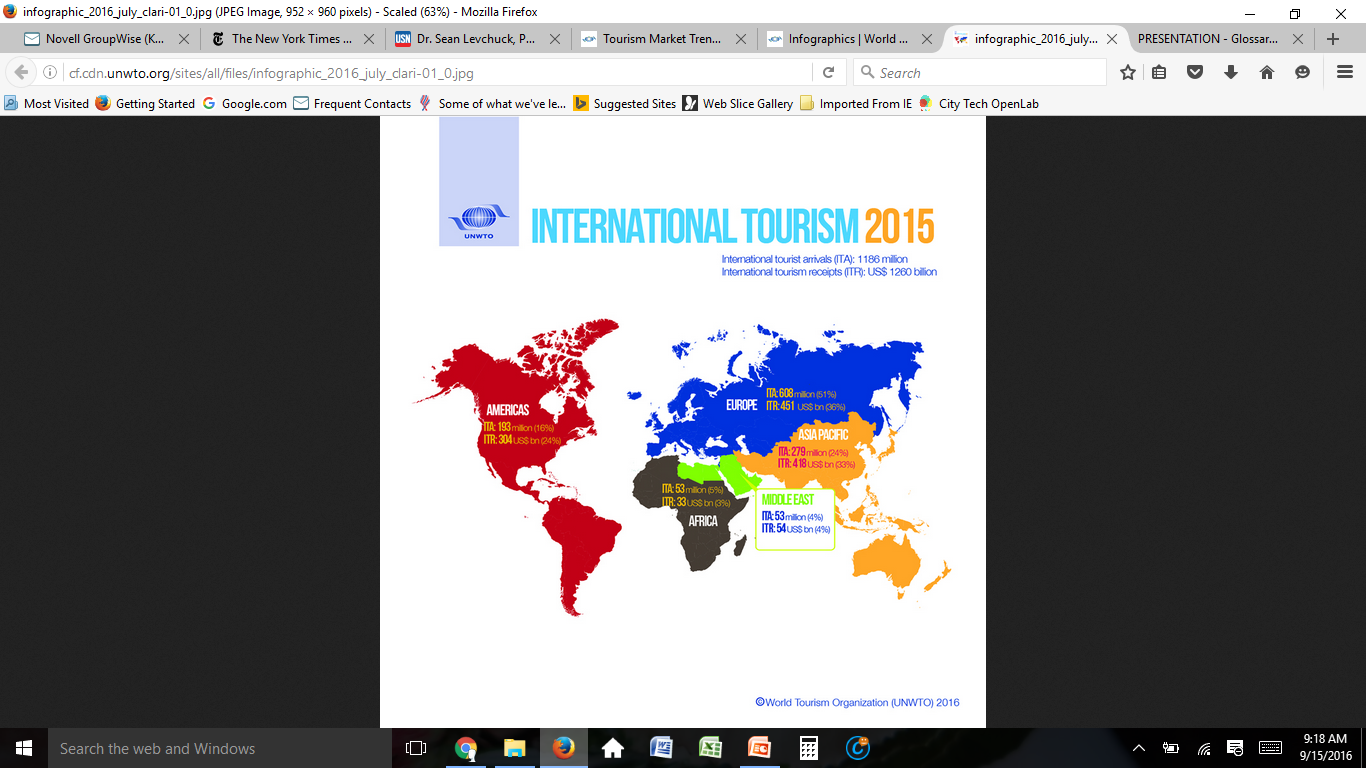 infographic_2016_july_clari-01_0.jpg (JPEG Image, 952 × 960 pixels) - Scaled (63%) - Mozilla Firefox
Novell GroupWise (K... The New York Times ... USN Dr. Sean Levchuck, P... Tourism Market Tren... Infographics | World ... infographic_2016_july... PRESENTATION - Glossar...
cf.cdn.unwto.org/sites/all/files/infographic_2016_july_clari-01_0.jpg Search
Most Visited Getting Started Google.com Frequent Contacts Some of what we've le... Suggested Sites Web Slice Gallery Imported From IE City Tech OpenLab
UNWTO
INTERNATIONAL TOURISM 2015
International tourist arrivals (ITA): 1186 million
International tourism receipts (ITR): US$ 1260 billion
AMERICAS
ITA: 193 million (16%)
ITR: 304 US$ bn (24%)
EUROPE
ITA: 608 million (51%)
ITR: 451 US$ bn (36%)
ASIA PACIFIC
ITA: 279 million (24%)
ITR: 418 US$ bn (33%)
ITA: 53 million (5%)
ITR: 33 US$ bn (3%)
AFRICA
MIDDLE EAST
ITA: 53 million (4%)
ITR: 54 US$ bn (4%)
©World Tourism Organization (UNWTO) 2016
Search the web and Windows
9:18 AM
9/15/2016